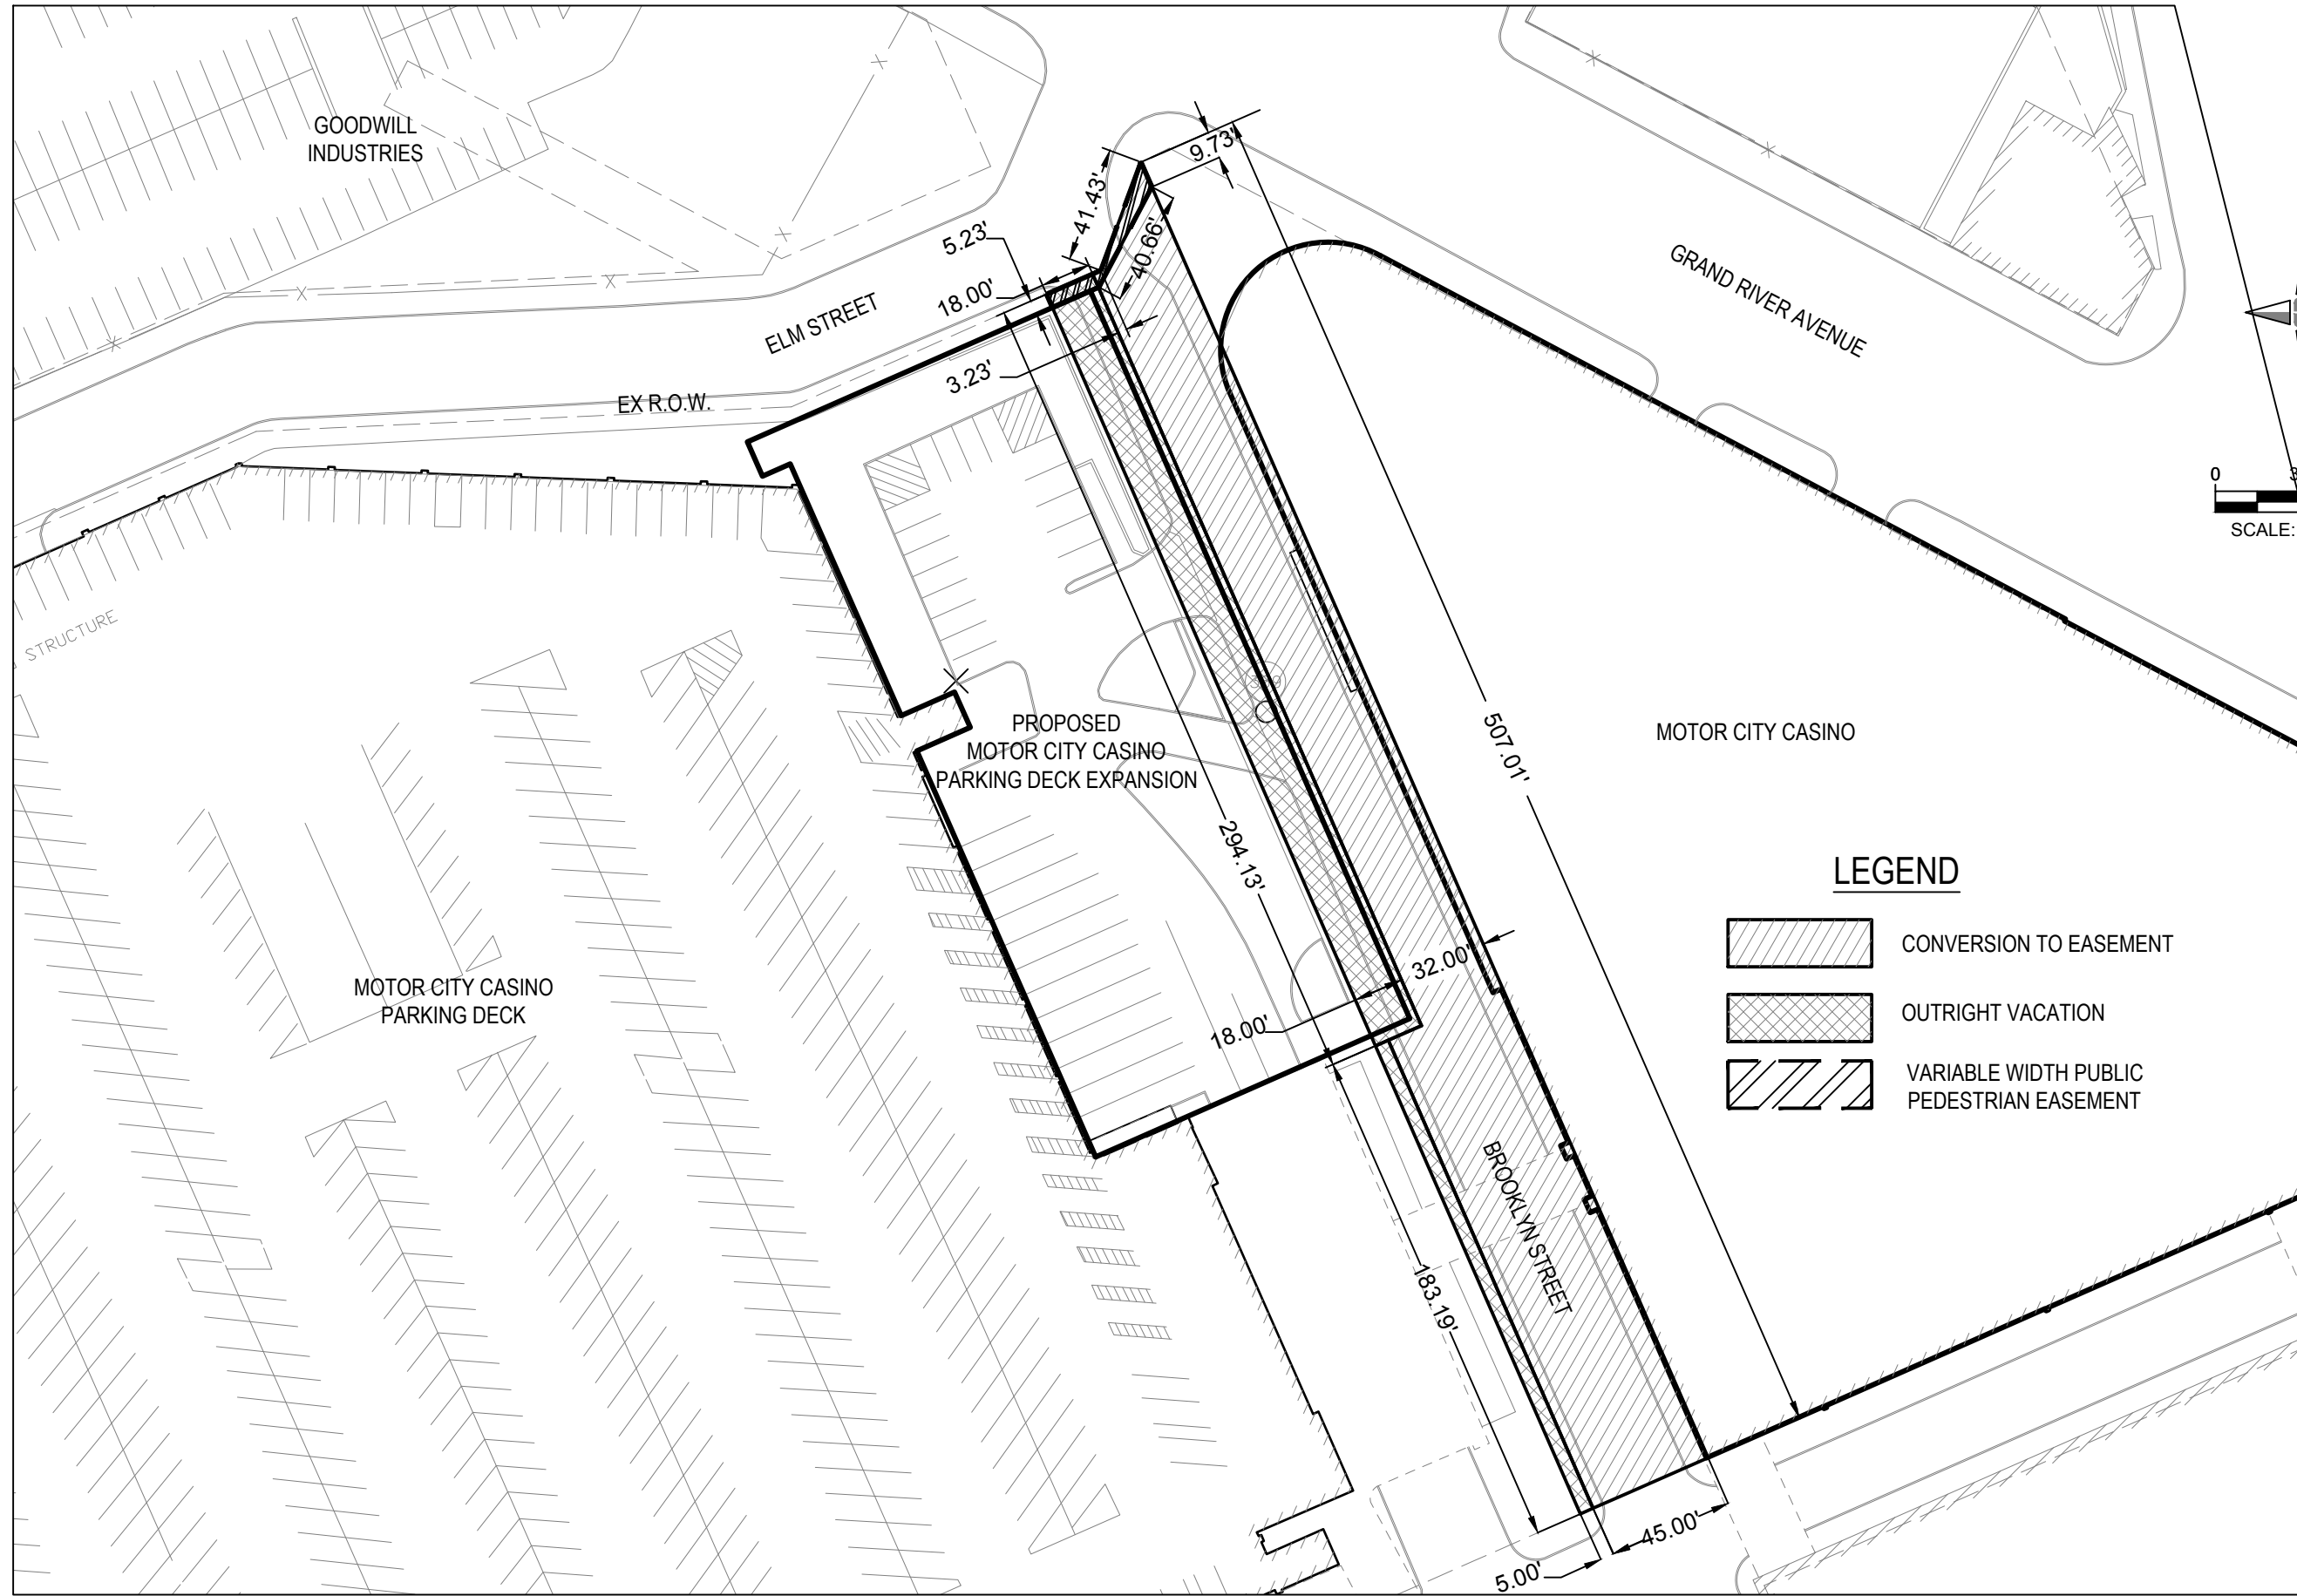 GOODWILL
INDUSTRIES
9.73'
41.43'
40.66'
5.23'
18.00'
3.23'
ELM STREET
EX R.O.W.
GRAND RIVER AVENUE
0
SCALE:
STRUCTURE
PROPOSED
MOTOR CITY CASINO
PARKING DECK EXPANSION
507.01'
MOTOR CITY CASINO
294.13'
LEGEND
CONVERSION TO EASEMENT
OUTRIGHT VACATION
VARIABLE WIDTH PUBLIC
PEDESTRIAN EASEMENT
32.00'
18.00'
MOTOR CITY CASINO
PARKING DECK
BROOKLYN STREET
183.19'
45.00'
5.00'